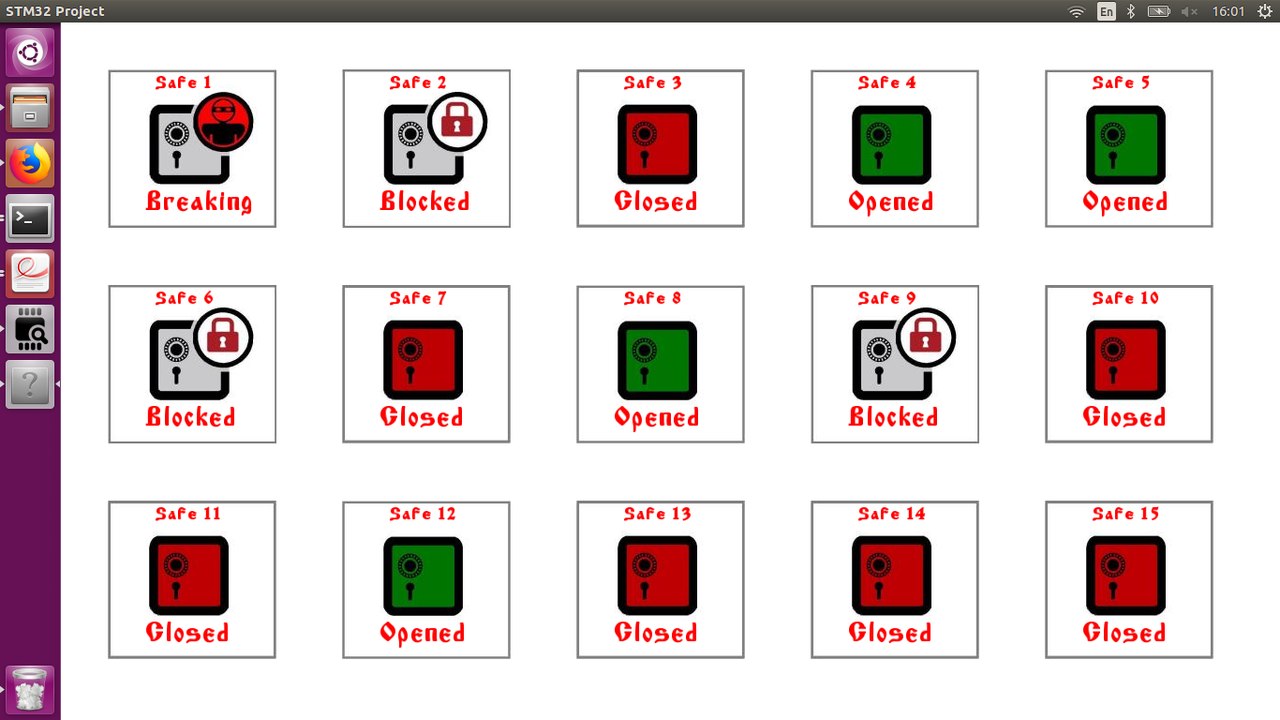 STM32 Project
En
16:01
Safe 1
Breaking
Safe 2
Blocked
Safe 3
Closed
Safe 4
Opened
Safe 5
Opened
Safe 6
Blocked
Safe 7
Closed
Safe 8
Opened
Safe 9
Blocked
Safe 10
Closed
Safe 11
Closed
Safe 12
Opened
Safe 13
Closed
Safe 14
Closed
Safe 15
Closed